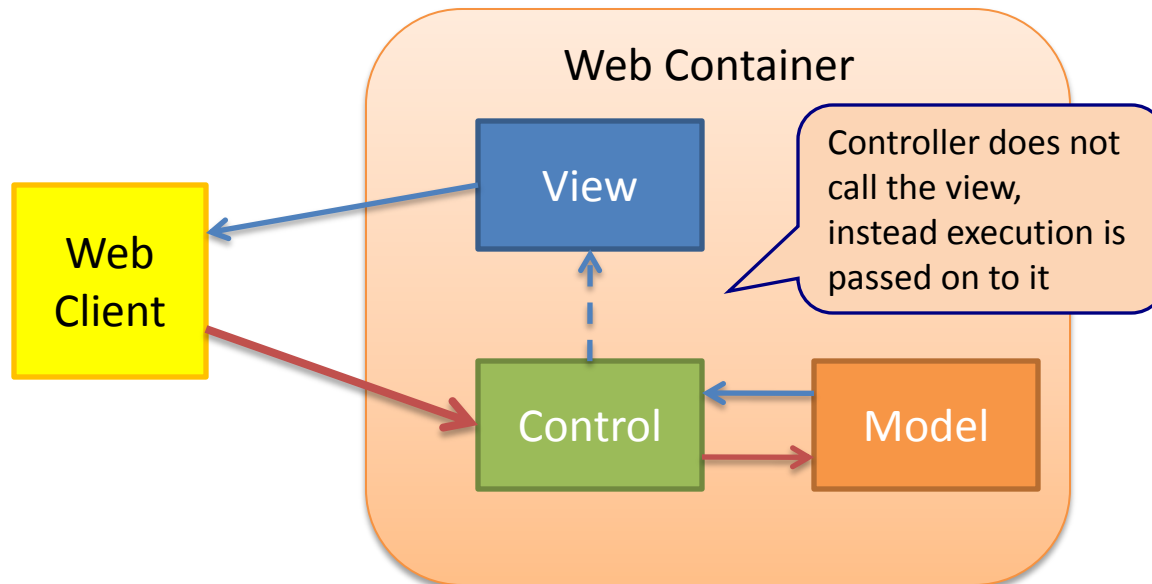 Web Container
View
Controller does not
call the view,
instead execution is
passed on to it
Web
Client
Control
Model